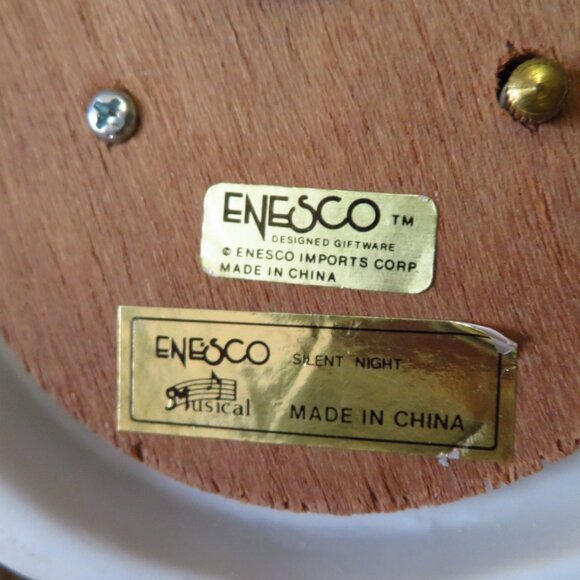 ENESCO TM
DESIGNED GIFTWARE
© ENESCO IMPORTS CORP.
MADE IN CHINA
ENESCO SILENT NIGHT
Musical MADE IN CHINA